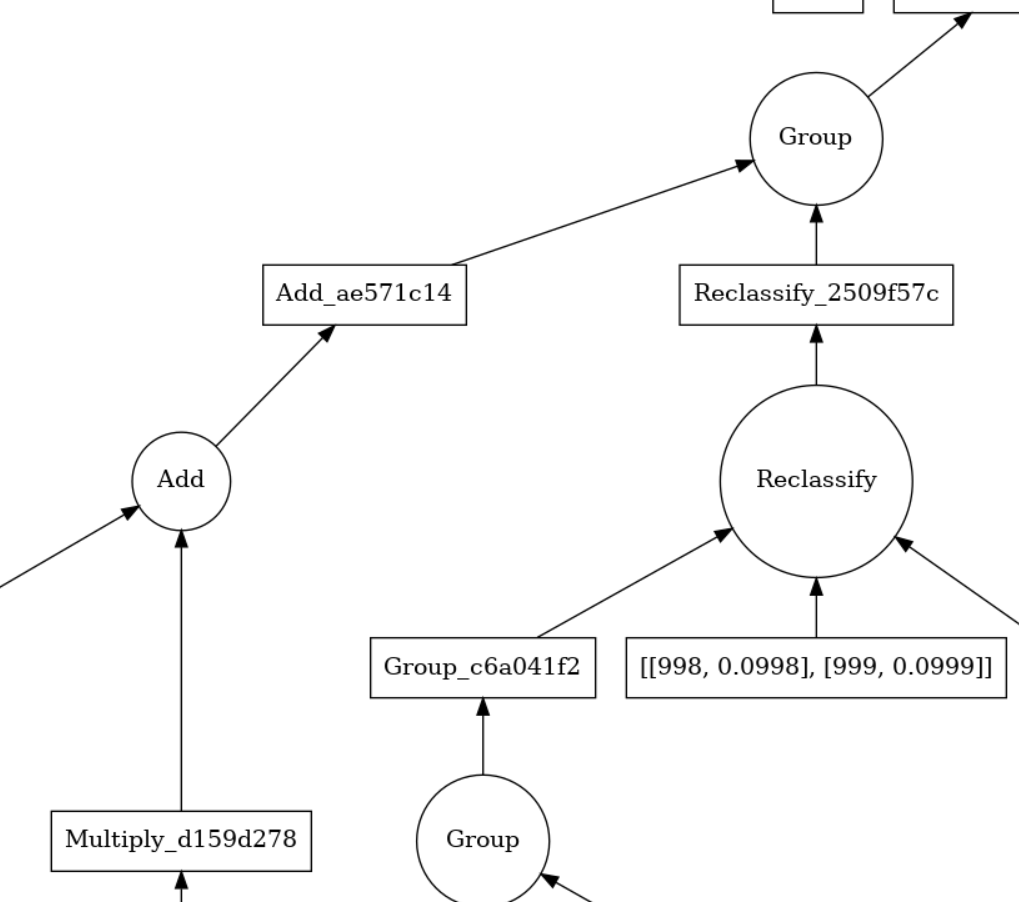 Group
Add_ae571c14
Reclassify_2509f57c
Add
Reclassify
Group_c6a041f2
[[998, 0.0998], [999, 0.0999]]
Multiply_d159d278
Group